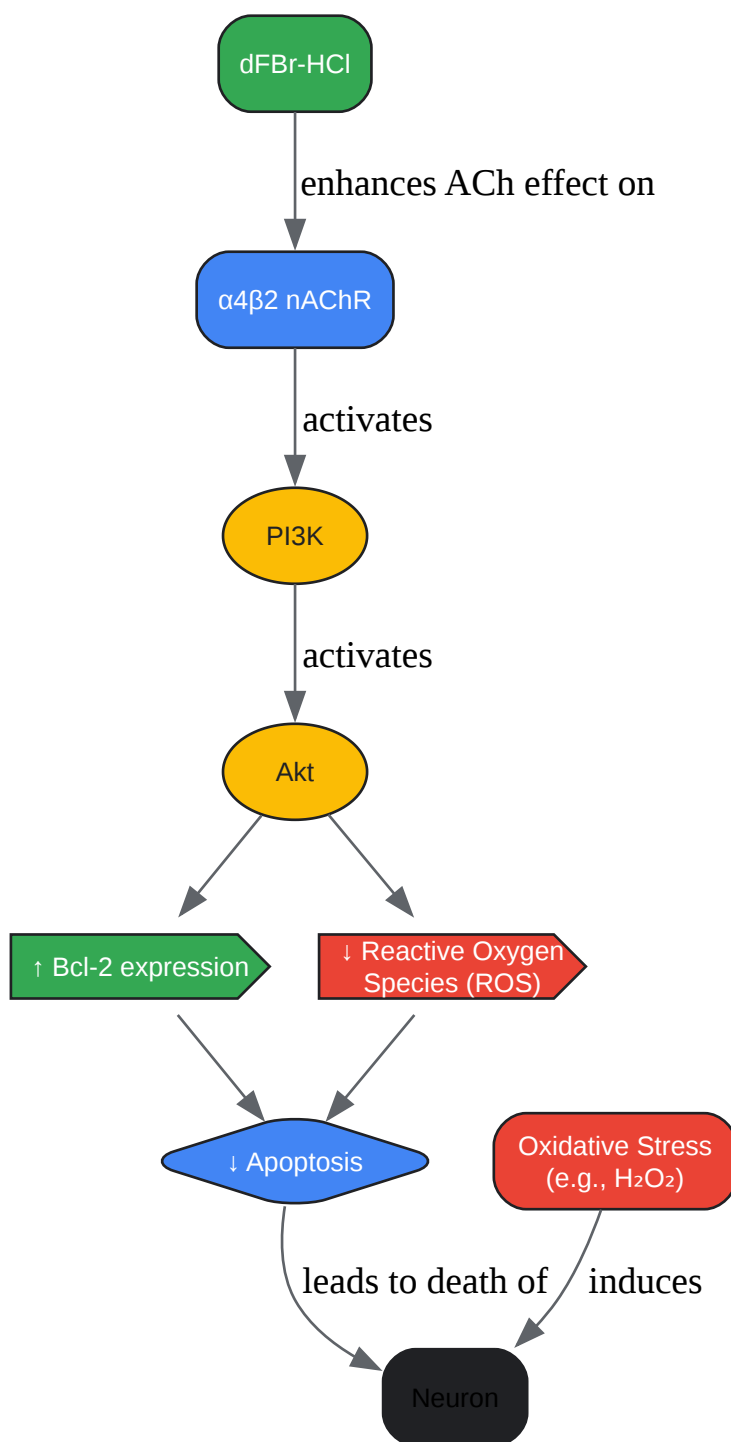 dFBr-HCl
enhances ACh effect on
α4β2 nAChR
activates
PI3K
activates
Akt
↑ Bcl-2 expression
↓ Reactive Oxygen
Species (ROS)
↓ Apoptosis
Oxidative Stress
(e.g., H₂O₂)
leads to death of
induces
Neuron